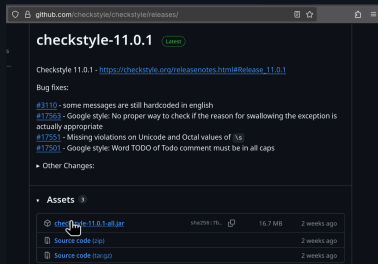 github.com/checkstyle/checkstyle/releases/
checkstyle-11.0.1 Latest
Checkstyle 11.0.1 - https://checkstyle.org/releasenotes.html#Release_11.0.1
Bug fixes:
#3110 - some messages are still hardcoded in english
#17563 - Google style: No proper way to check if the reason for swallowing the exception is
actually appropriate
#17551 - Missing violations on Unicode and Octal values of \s
#17501 - Google style: Word TODO of Todo comment must be in all caps
Other Changes:
Assets 3
checkstyle-11.0.1-all.jar 16.7 MB 2 weeks ago
Source code (zip) 2 weeks ago
Source code (tar.gz) 2 weeks ago